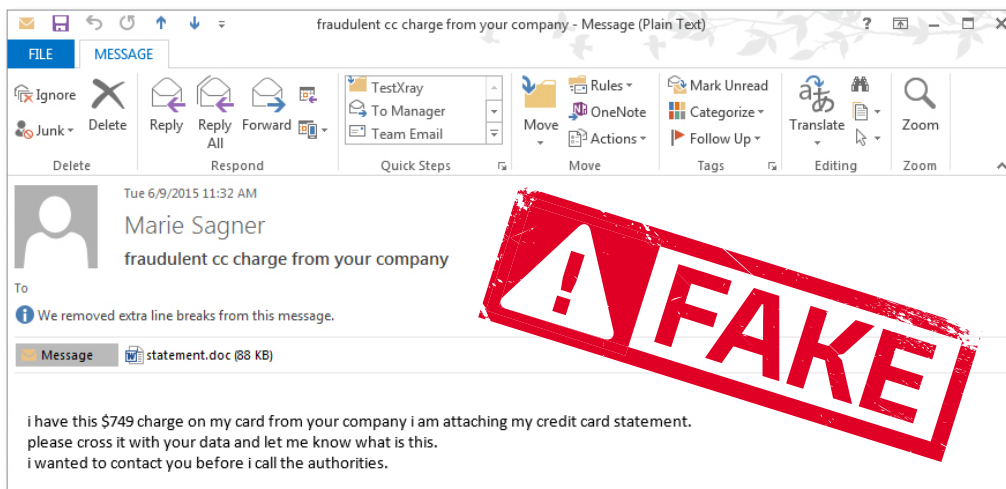 fraudulent cc charge from your company - Message (Plain Text)
?
FILE MESSAGE
Ignore
Junk
Delete
Reply
Reply All
Forward
TestXray
To Manager
Team Email
Move
Rules
OneNote
Actions
Mark Unread
Categorize
Follow Up
Translate
Zoom
Delete Respond Quick Steps Move Tags Editing Zoom
Tue 6/9/2015 11:32 AM
Marie Sagner
fraudulent cc charge from your company
To
We removed extra line breaks from this message.
Message statement.doc (88 KB)
! FAKE
i have this $749 charge on my card from your company i am attaching my credit card statement.
please cross it with your data and let me know what is this.
i wanted to contact you before i call the authorities.